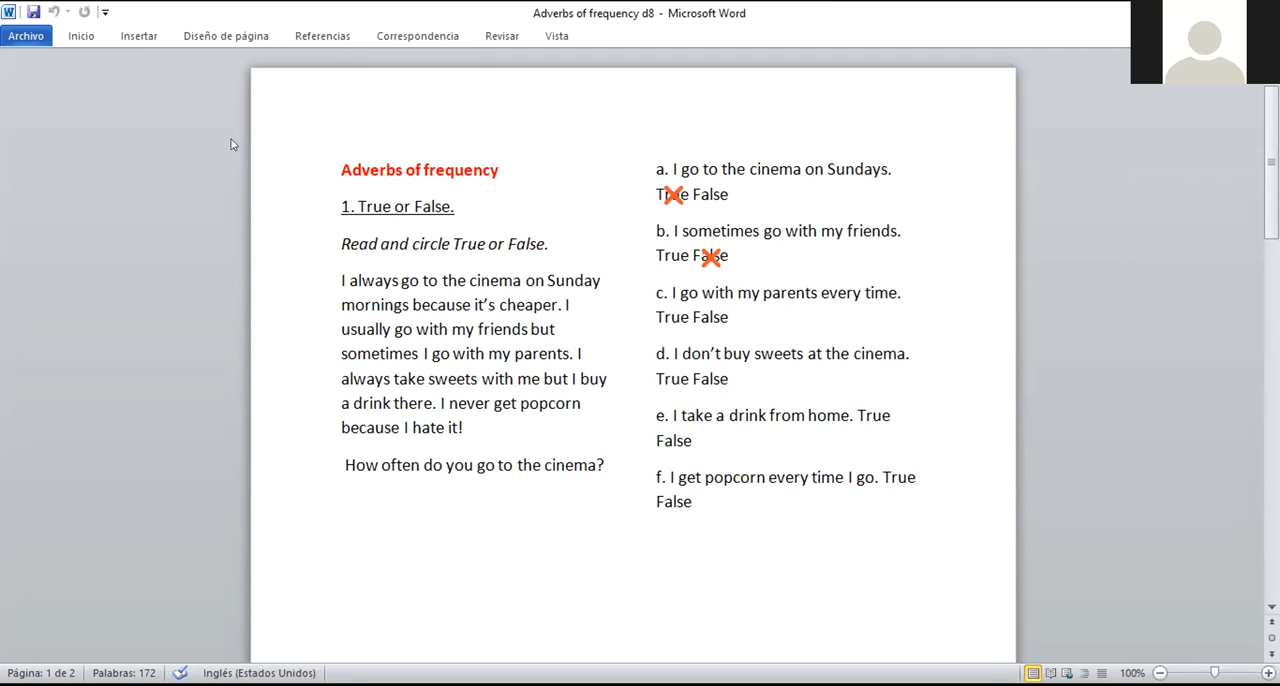 Adverbs of frequency d8 - Microsoft Word
Archivo Inicio Insertar Diseño de página Referencias Correspondencia Revisar Vista
Adverbs of frequency
1. True or False.
Read and circle True or False.
I always go to the cinema on Sunday
mornings because it's cheaper. I
usually go with my friends but
sometimes I go with my parents. I
always take sweets with me but I buy
a drink there. I never get popcorn
because I hate it!
How often do you go to the cinema?
a. I go to the cinema on Sundays.
True False
b. I sometimes go with my friends.
True False
c. I go with my parents every time.
True False
d. I don't buy sweets at the cinema.
True False
e. I take a drink from home. True
False
f. I get popcorn every time I go. True
False
Página: 1 de 2 Palabras: 172 Inglés (Estados Unidos) 100%